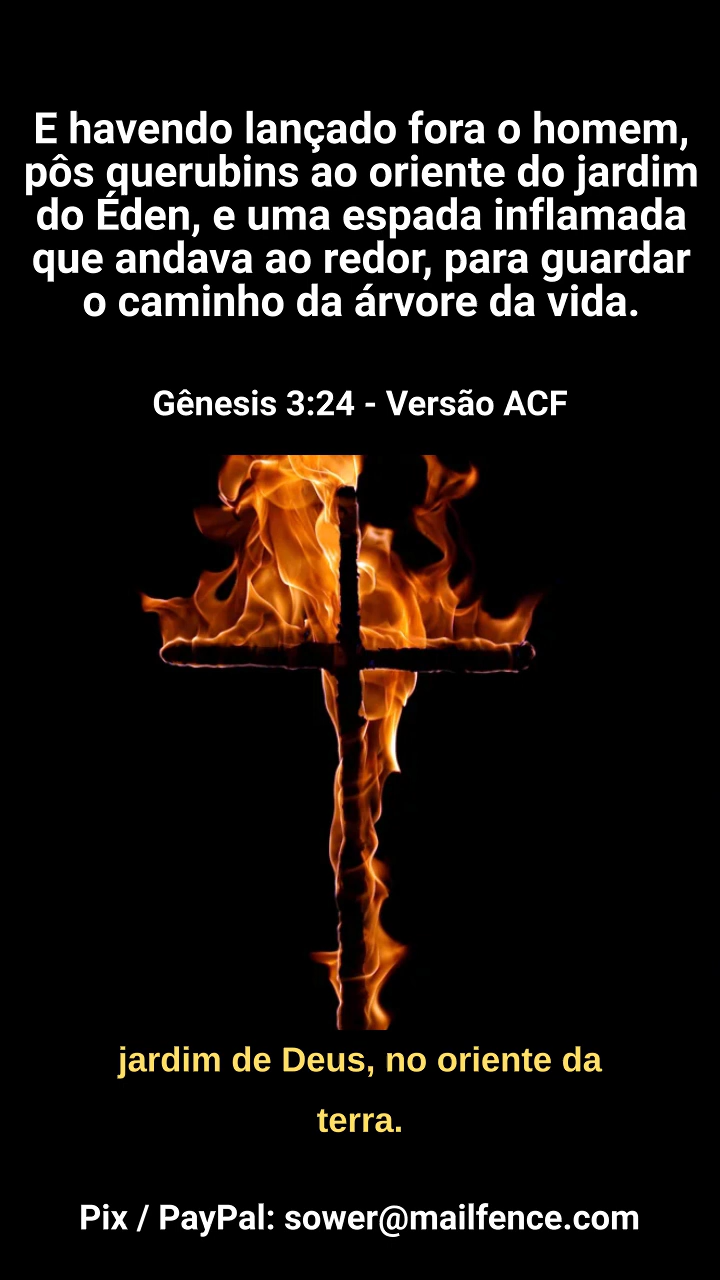 E havendo lançado fora o homem,
pôs querubins ao oriente do jardim
do Éden, e uma espada inflamada
que andava ao redor, para guardar
o caminho da árvore da vida.
Gênesis 3:24 - Versão ACF
jardim de Deus, no oriente da
terra.
Pix / PayPal: sower@mailfence.com